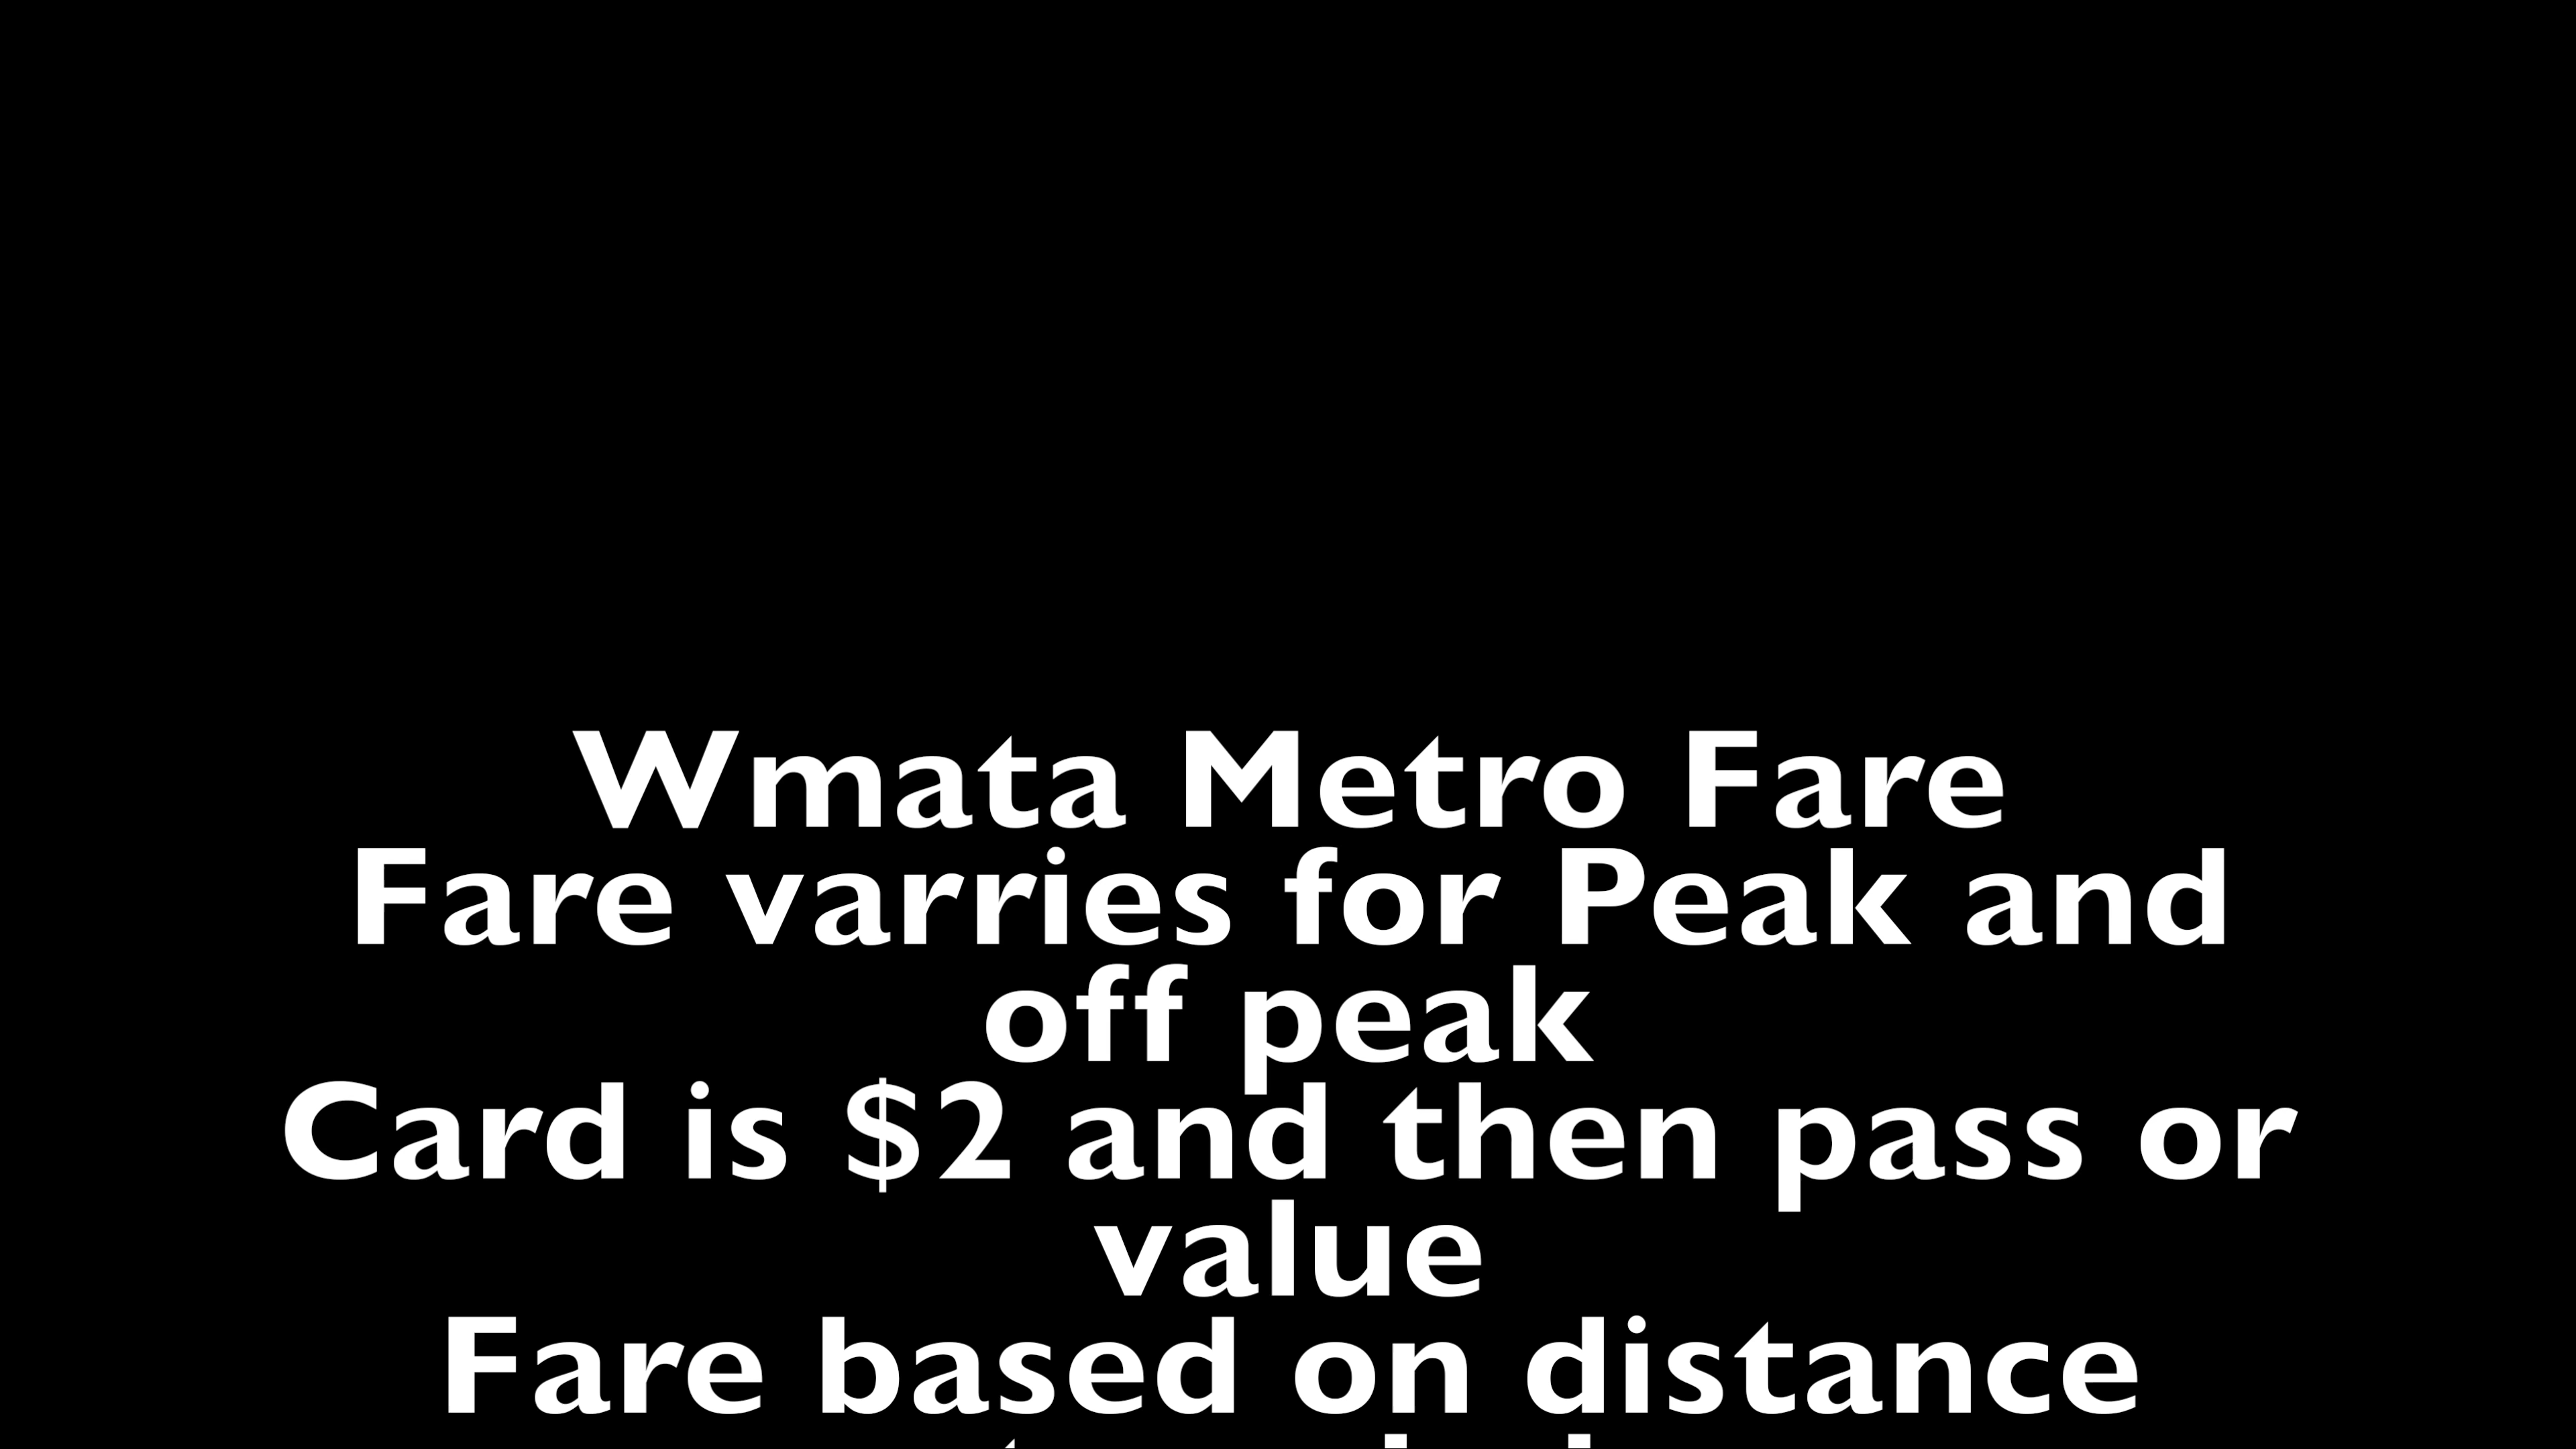 Wmata Metro Fare
Fare varries for Peak and
off peak
Card is $2 and then pass or
value
Fare based on distance